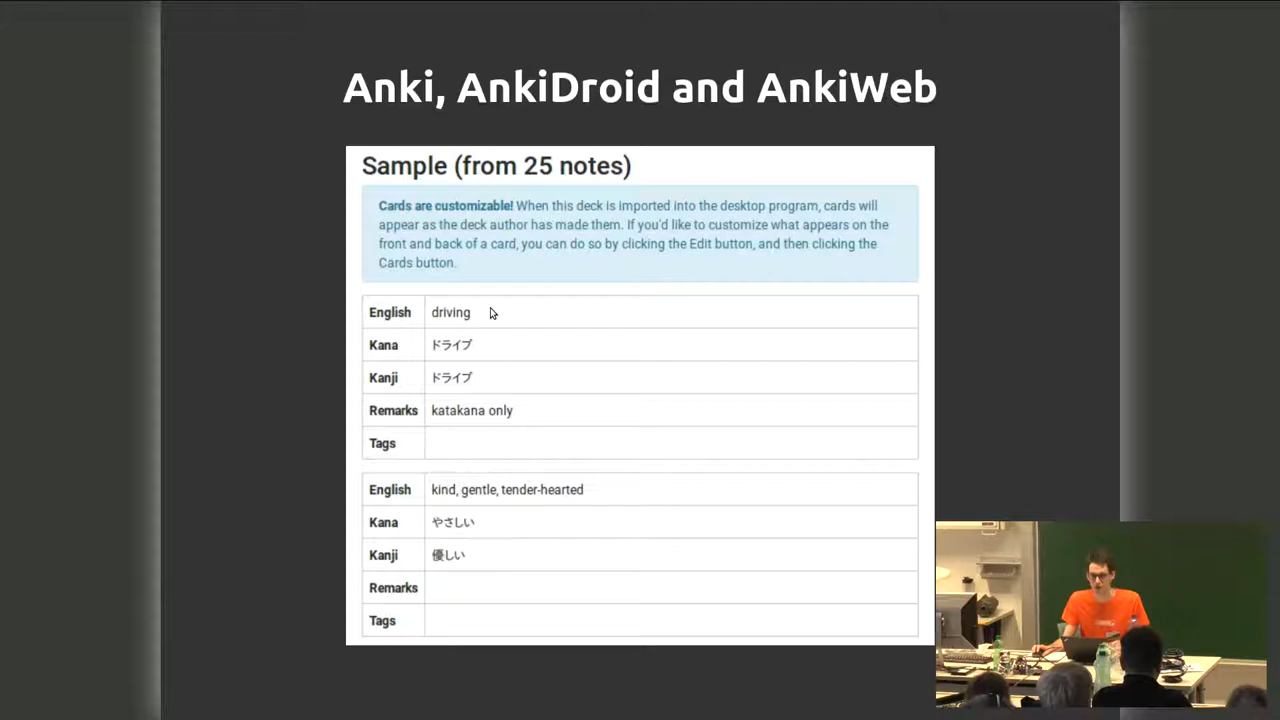 Anki, AnkiDroid and AnkiWeb
Sample (from 25 notes)
Cards are customizable! When this deck is imported into the desktop program, cards will
appear as the deck author has made them. If you'd like to customize what appears on the
front and back of a card, you can do so by clicking the Edit button, and then clicking the
Cards button.
English driving
Kana ドライブ
Kanji ドライブ
Remarks katakana only
Tags
English kind, gentle, tender-hearted
Kana やさしい
Kanji 優しい
Remarks
Tags